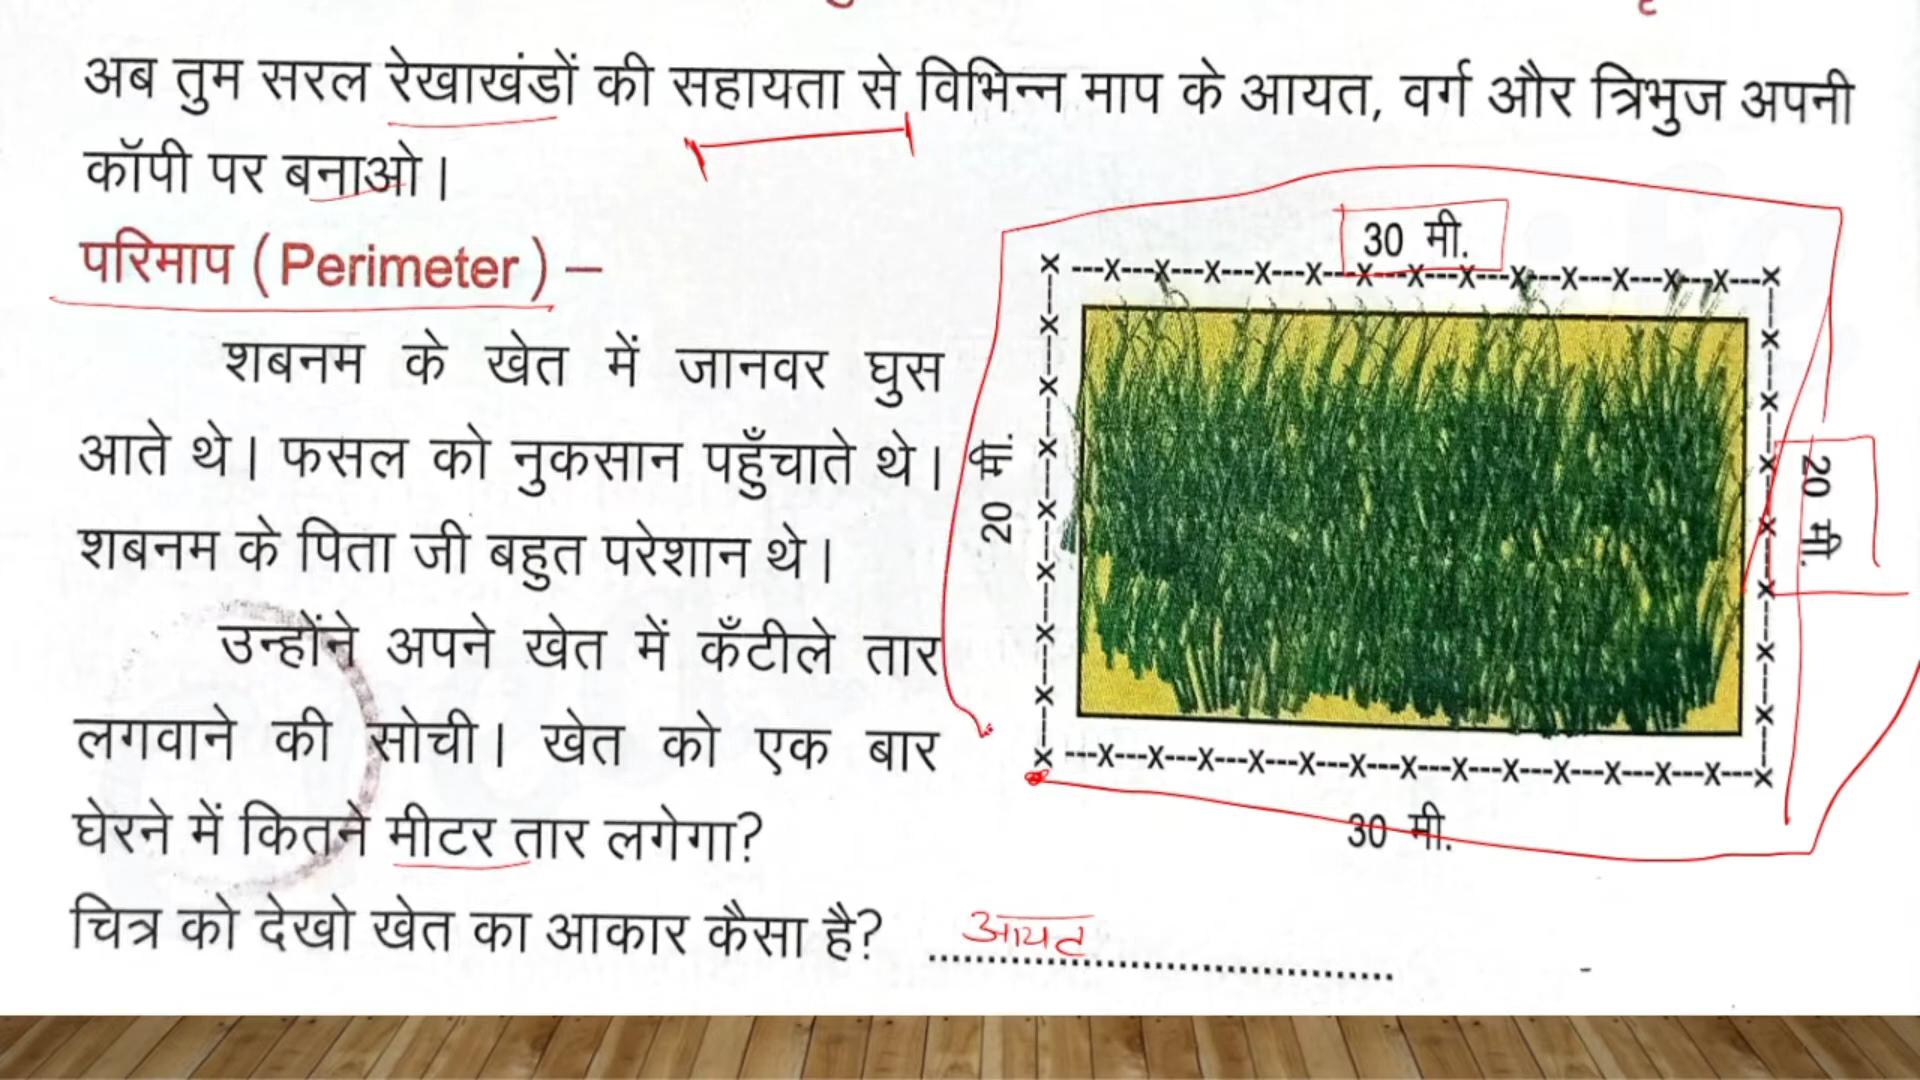 अब तुम सरल रेखाखंडों की सहायता से विभिन्न माप के आयत, वर्ग और त्रिभुज अपनी
कॉपी पर बनाओ।
परिमाप ( Perimeter ) –
शबनम के खेत में जानवर घुस
आते थे। फसल को नुकसान पहुँचाते थे।
शबनम के पिता जी बहुत परेशान थे।
उन्होंने अपने खेत में कँटीले तार
लगवाने की सोची। खेत को एक बार
घेरने में कितने मीटर तार लगेगा?
चित्र को देखो खेत का आकार कैसा है? आयत
30 मी.
20 मी.
20 मी.
30 मी.